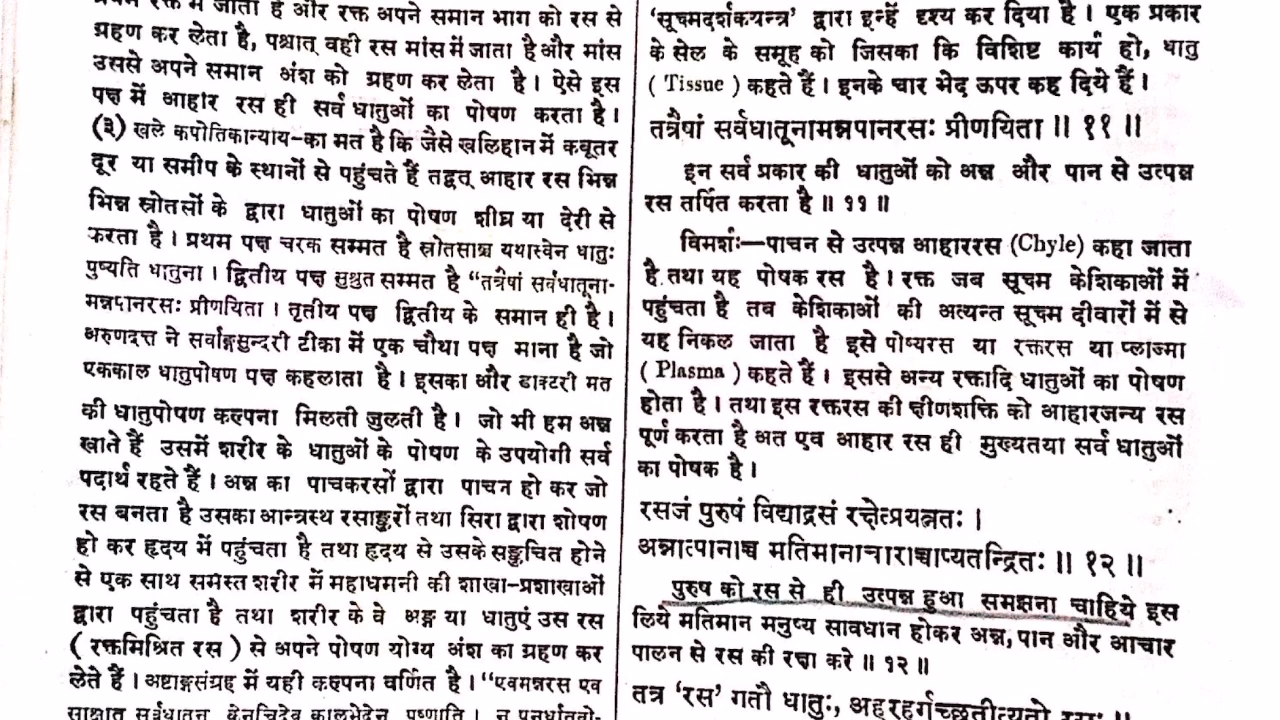 प्रथम रक्त में जाता है और रक्त अपने समान भाग को रस से
ग्रहण कर लेता है, पश्चात् वही रस मांस में जाता है और मांस
उससे अपने समान अंश को ग्रहण कर लेता है। ऐसे इस
पक्ष में आहार रस ही सर्व धातुओं का पोषण करता है।
(३) खले कपोतिकान्याय-का मत है कि जैसे खलिहान में कबूतर
दूर या समीप के स्थानों से पहुंचते हैं तद्वत् आहार रस भिन्न
भिन्न स्रोतसों के द्वारा धातुओं का पोषण शीघ्र या देरी से
करता है। प्रथम पक्ष चरक सम्मत है स्रोतसाञ्च यथास्वेन धातुः
पुष्यति धातुना। द्वितीय पक्ष सुश्रुत सम्मत है “तत्रैषां सर्वधातूना-
मन्नपानरसः प्रीणयिता। तृतीय पक्ष द्वितीय के समान ही है।
अरुणदत्त ने सर्वाङ्गसुन्दरी टीका में एक चौथा पक्ष माना है जो
एककाल धातुपोषण पक्ष कहलाता है। इसका और डाक्टरी मत
की धातुपोषण कल्पना मिलती जुलती है। जो भी हम अन्न
खाते हैं उसमें शरीर के धातुओं के पोषण के उपयोगी सर्व
पदार्थ रहते हैं। अन्न का पाचकरसों द्वारा पाचन हो कर जो
रस बनता है उसका आन्त्रस्थ रसाङ्कुरों तथा सिरा द्वारा शोषण
हो कर हृदय में पहुंचता है तथा हृदय से उसके सङ्कुचित होने
से एक साथ समस्त शरीर में महाधमनी की शाखा-प्रशाखाओं
द्वारा पहुंचता है तथा शरीर के वे अङ्ग या धातुएं उस रस
( रक्तमिश्रित रस ) से अपने पोषण योग्य अंश का ग्रहण कर
लेते हैं। अष्टाङ्गसंग्रह में यही कल्पना वर्णित है। “एवमन्नरस एव
साक्षात् सर्वधातून् केनचिदेव कालभेदेन पुष्णाति। न पुनर्धातवो-
‘सूक्ष्मदर्शकयन्त्र’ द्वारा इन्हें दृश्य कर दिया है। एक प्रकार
के सेल के समूह को जिसका कि विशिष्ट कार्य हो, धातु
( Tissue ) कहते हैं। इनके चार भेद ऊपर कह दिये हैं।
तत्रैषां सर्वधातूनामन्नपानरसः प्रीणयिता॥ ११॥
इन सर्व प्रकार की धातुओं को अन्न और पान से उत्पन्न
रस तर्पित करता है॥ ११॥
विमर्शः—पाचन से उत्पन्न आहाररस (Chyle) कहा जाता
है तथा यह पोषक रस है। रक्त जब सूक्ष्म केशिकाओं में
पहुंचता है तब केशिकाओं की अत्यन्त सूक्ष्म दीवारों में से
यह निकल जाता है इसे पोष्यरस या रक्तरस या प्लाज्मा
( Plasma ) कहते हैं। इससे अन्य रक्तादि धातुओं का पोषण
होता है। तथा इस रक्तरस की क्षीणशक्ति को आहारजन्य रस
पूर्ण करता है अत एव आहार रस ही मुख्यतया सर्व धातुओं
का पोषक है।
रसजं पुरुषं विद्याद्रसं रक्षेत्प्रयत्नतः।
अन्नात्पानाच्च मतिमानाचाराच्चाप्यतन्द्रितः॥ १२॥
पुरुष को रस से ही उत्पन्न हुआ समझना चाहिये इस
लिये मतिमान मनुष्य सावधान होकर अन्न, पान और आचार
पालन से रस की रक्षा करे॥ १२॥
तत्र ‘रस’ गतौ धातुः, अहरहर्गच्छतीत्यतो रसः॥